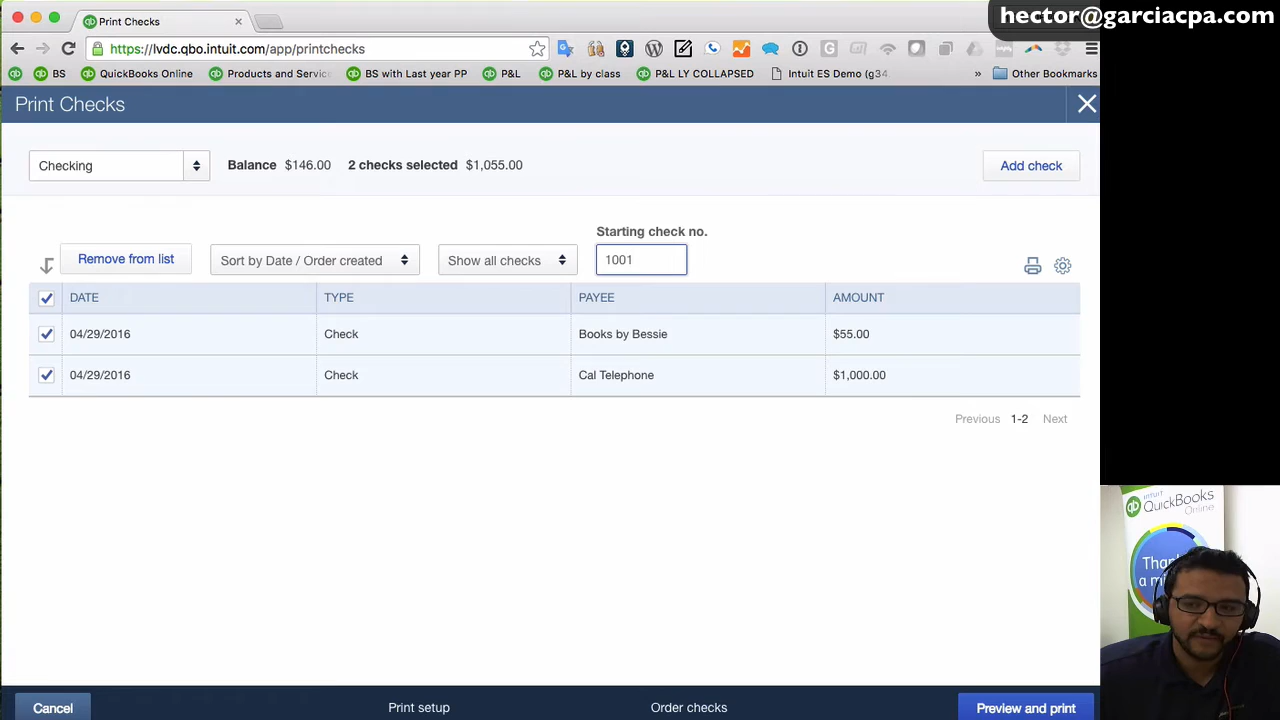 Print Checks
hector@garciacpa.com
https://lvdc.qbo.intuit.com/app/printchecks
BS
QuickBooks Online
Products and Service
BS with Last year PP
P&L
P&L by class
P&L LY COLLAPSED
Intuit ES Demo (g34
»
Other Bookmarks
Print Checks
Checking
Balance $146.00 2 checks selected $1,055.00
Add check
Starting check no.
Remove from list
Sort by Date / Order created
Show all checks
1001
DATE TYPE PAYEE AMOUNT
04/29/2016 Check Books by Bessie $55.00
04/29/2016 Check Cal Telephone $1,000.00
Previous 1-2 Next
Cancel
Print setup
Order checks
Preview and print
INTUIT
QuickBooks
Online